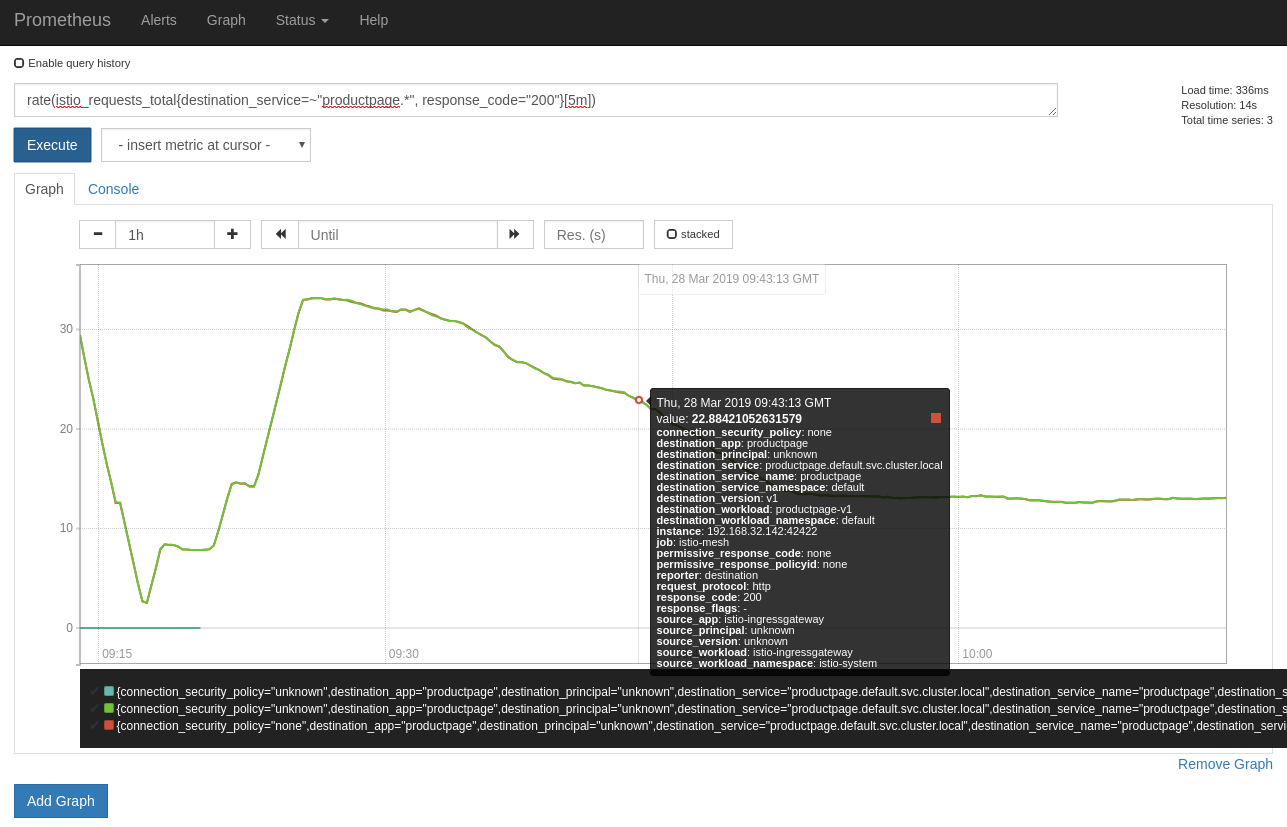 Prometheus Alerts Graph Status Help
Enable query history
rate(istio_requests_total{destination_service=~"productpage.*", response_code="200"}[5m])
Load time: 336ms
Resolution: 14s
Total time series: 3
Execute - insert metric at cursor -
Graph Console
1h Until Res. (s) stacked
Thu, 28 Mar 2019 09:43:13 GMT
30
20
10
0
09:15 09:30 10:00
Thu, 28 Mar 2019 09:43:13 GMT
value: 22.88421052631579
connection_security_policy: none
destination_app: productpage
destination_principal: unknown
destination_service: productpage.default.svc.cluster.local
destination_service_name: productpage
destination_service_namespace: default
destination_version: v1
destination_workload: productpage-v1
destination_workload_namespace: default
instance: 192.168.32.142:42422
job: istio-mesh
permissive_response_code: none
permissive_response_policyid: none
reporter: destination
request_protocol: http
response_code: 200
response_flags: -
source_app: istio-ingressgateway
source_principal: unknown
source_version: unknown
source_workload: istio-ingressgateway
source_workload_namespace: istio-system
{connection_security_policy="unknown",destination_app="productpage",destination_principal="unknown",destination_service="productpage.default.svc.cluster.local",destination_service_name="productpage",destination_s
{connection_security_policy="unknown",destination_app="productpage",destination_principal="unknown",destination_service="productpage.default.svc.cluster.local",destination_service_name="productpage",destination_s
{connection_security_policy="none",destination_app="productpage",destination_principal="unknown",destination_service="productpage.default.svc.cluster.local",destination_service_name="productpage",destination_servi
Remove Graph
Add Graph